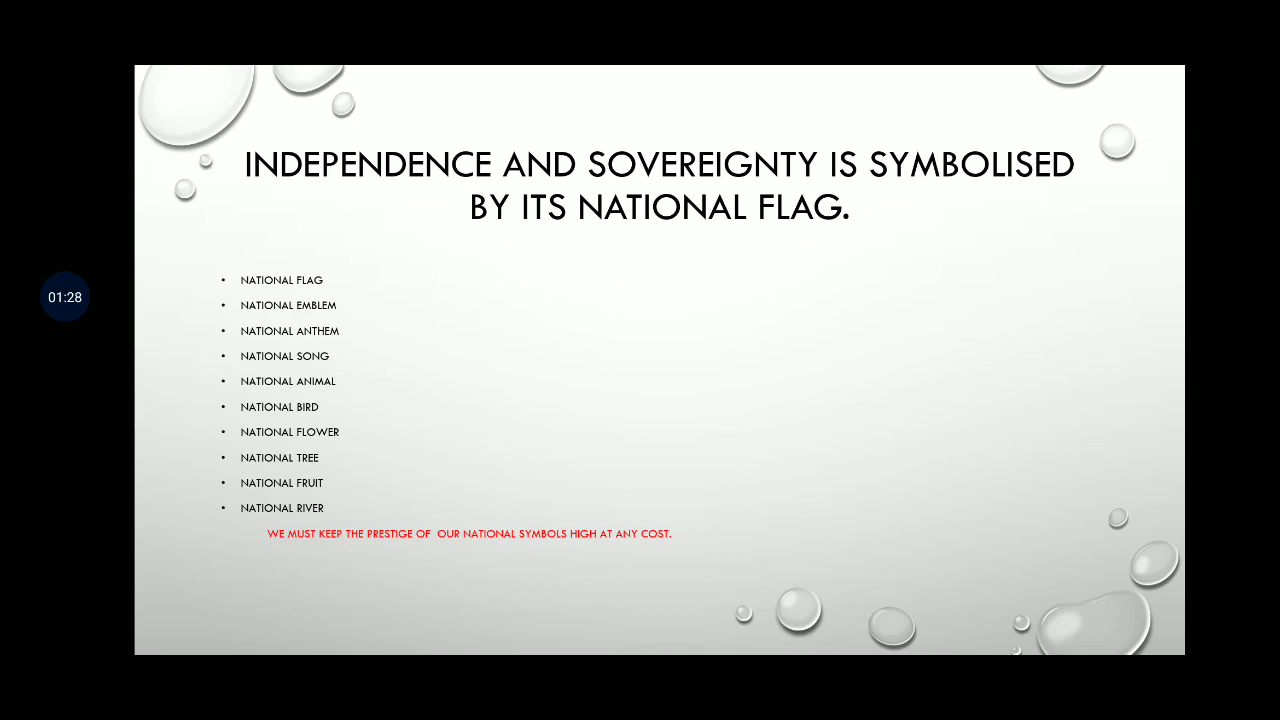 INDEPENDENCE AND SOVEREIGNTY IS SYMBOLISED
BY ITS NATIONAL FLAG.
• NATIONAL FLAG
• NATIONAL EMBLEM
• NATIONAL ANTHEM
• NATIONAL SONG
• NATIONAL ANIMAL
• NATIONAL BIRD
• NATIONAL FLOWER
• NATIONAL TREE
• NATIONAL FRUIT
• NATIONAL RIVER
WE MUST KEEP THE PRESTIGE OF  OUR NATIONAL SYMBOLS HIGH AT ANY COST.
01:28